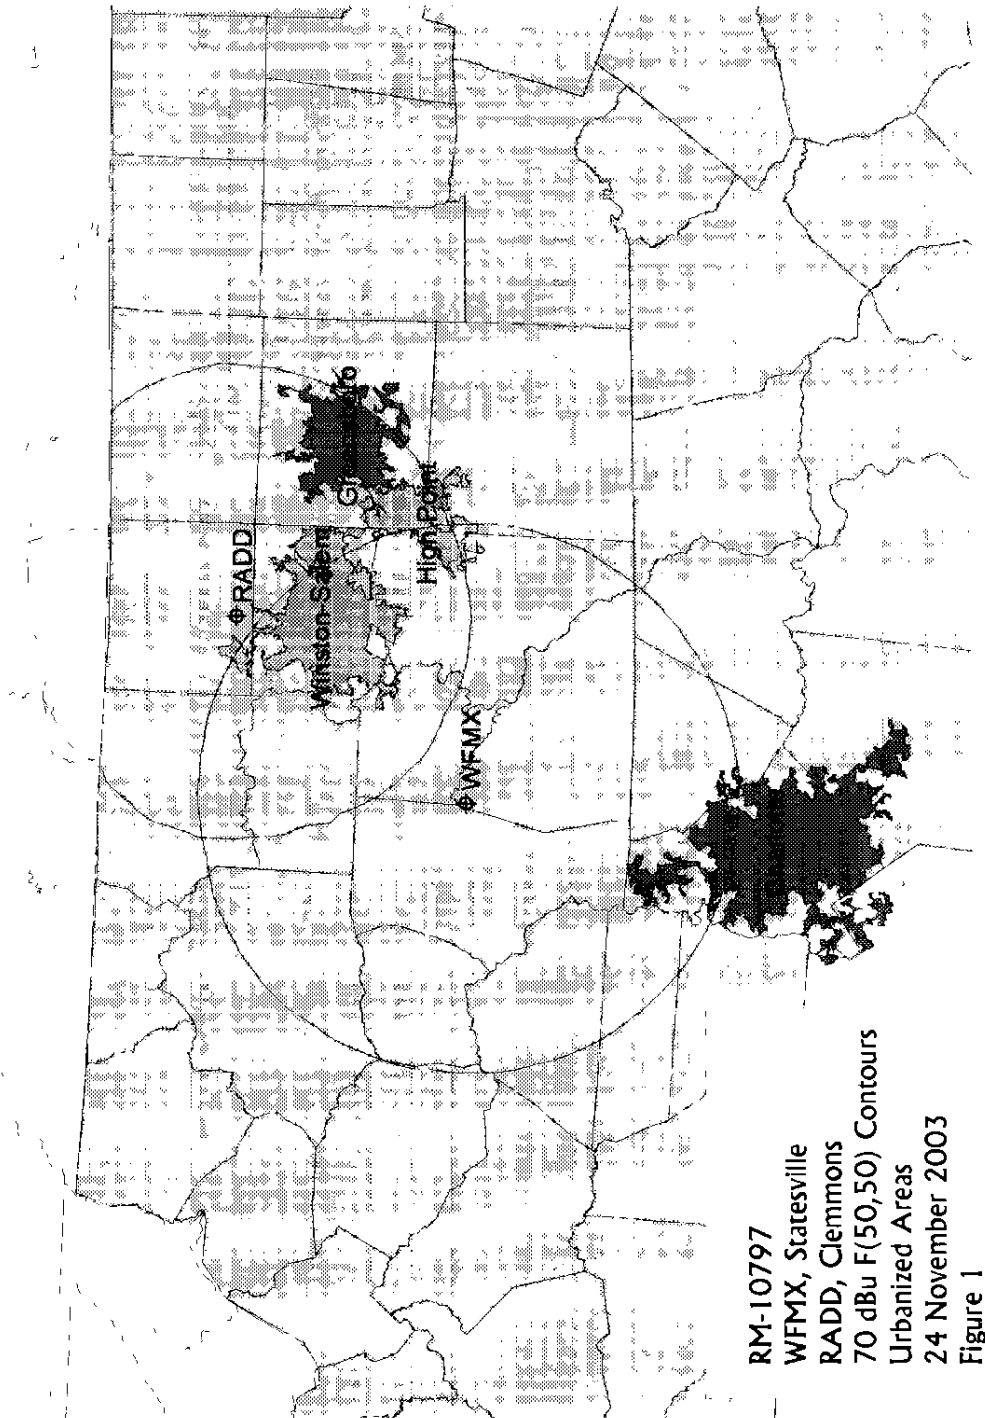 RADD
Winston-Salem
Greensboro
High Point
WFMX
RM-10797
WFMX, Statesville
RADD, Clemmons
70 dBu F(50,50) Contours
Urbanized Areas
24 November 2003
Figure 1